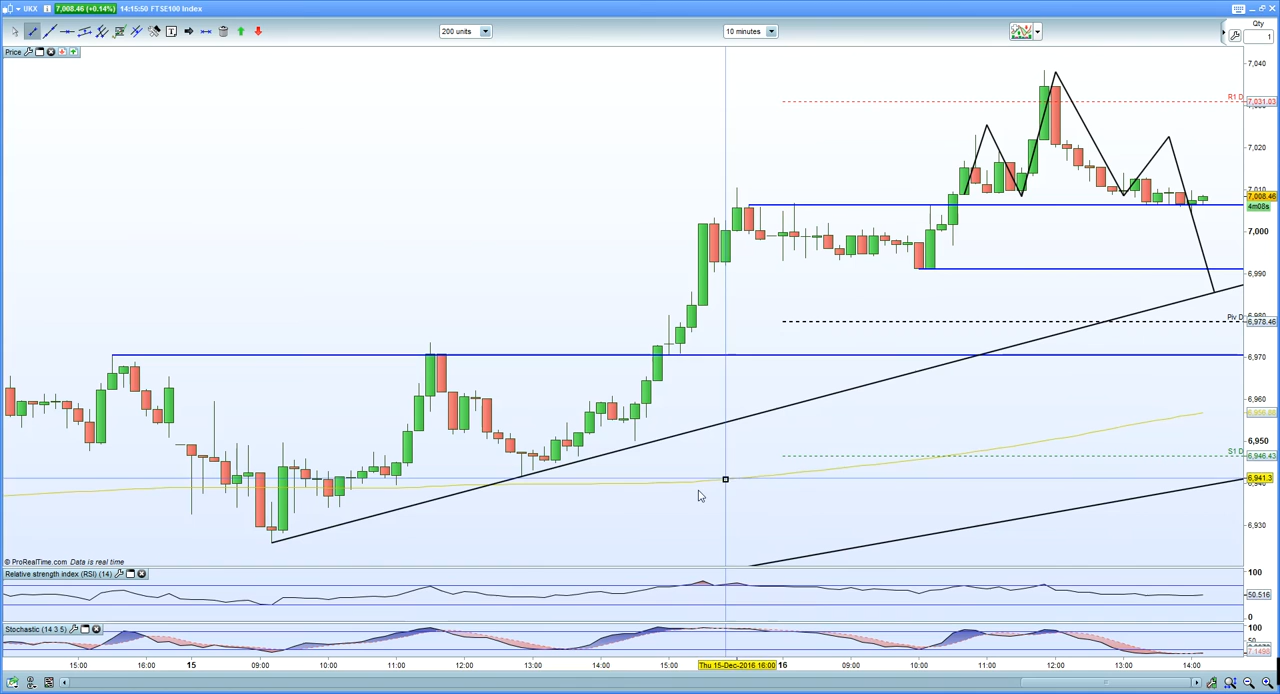 UKX 7,008.46 (+0.14%) 14:15:50 FTSE100 Index
200 units
10 minutes
Qty
1
Price
7,040
R1 D 7,031.03
7,020
7,010
7,008.46
4m08s
7,000
6,990
Piv D 6,978.46
6,970
6,960
6,950
S1 D 6,946.43
6,941.3
6,930
© ProRealTime.com Data is real time
Relative strength index (RSI) (14)
100
50.516
0
Stochastic (14 3 5)
100
50
15:00 16:00 15 09:00 10:00 11:00 12:00 13:00 14:00 15:00 Thu 15-Dec-2016 16:00 16 09:00 10:00 11:00 12:00 13:00 14:00